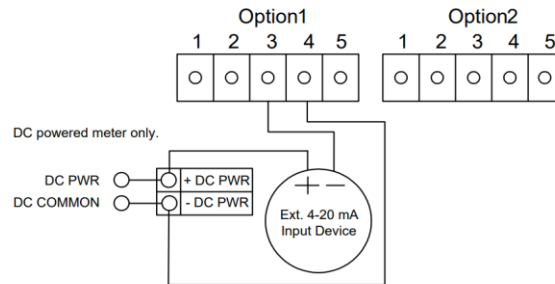 Option1 Option2
1 2 3 4 5 1 2 3 4 5
DC powered meter only.
DC PWR + DC PWR
DC COMMON - DC PWR
+ −
Ext. 4-20 mA
Input Device